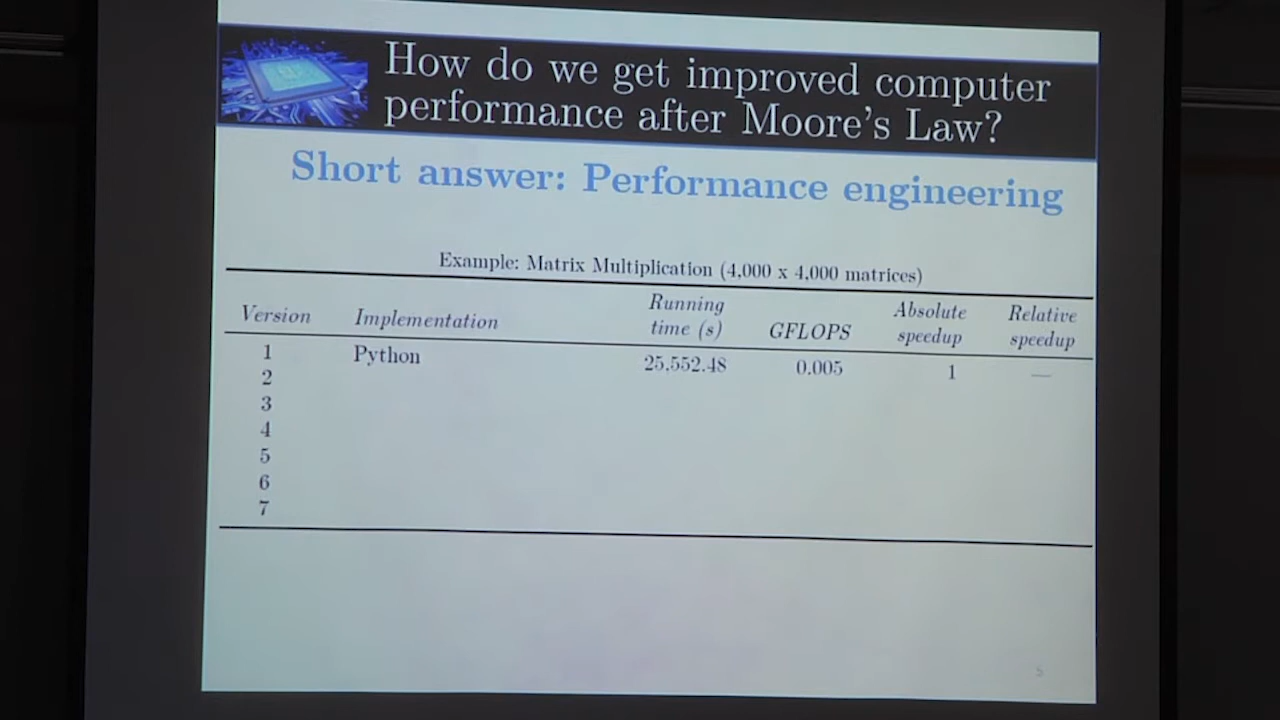 How do we get improved computer
performance after Moore's Law?
Short answer: Performance engineering
Example: Matrix Multiplication (4,000 x 4,000 matrices)
Version Implementation Running time (s) GFLOPS Absolute speedup Relative speedup
1 Python 25,552.48 0.005 1 —
2
3
4
5
6
7
5